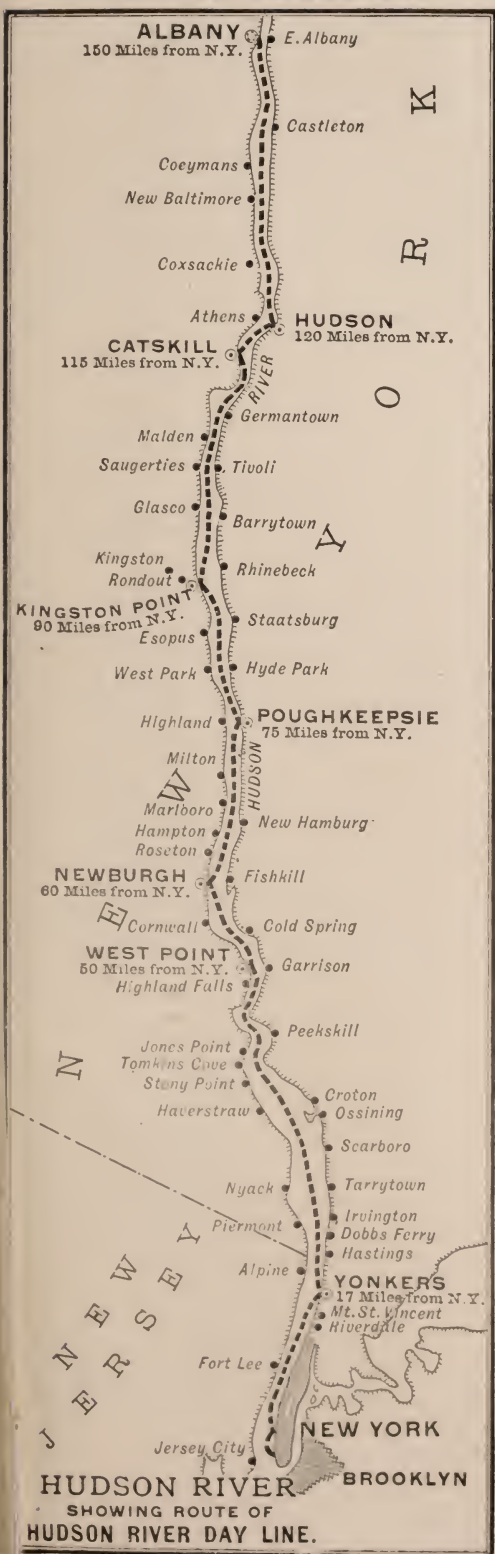 ALBANY
150 Miles from N.Y.
E. Albany
K
Castleton
Coeymans
New Baltimore
R
Coxsackie
Athens
HUDSON
120 Miles from N.Y.
CATSKILL
115 Miles from N.Y.
RIVER
O
Germantown
Malden
Saugerties
Tivoli
Glasco
Barrytown
Y
Kingston
Rondout
Rhinebeck
KINGSTON POINT
90 Miles from N.Y.
Staatsburg
Esopus
West Park
Hyde Park
Highland
POUGHKEEPSIE
75 Miles from N.Y.
Milton
HUDSON
W
Marlboro
Hampton
New Hamburg
Roseton
NEWBURGH
60 Miles from N.Y.
Fishkill
E
Cornwall
Cold Spring
WEST POINT
50 Miles from N.Y.
Garrison
Highland Falls
Peekskill
Jones Point
N
Tomkins Cove
Stony Point
Croton
Haverstraw
Ossining
Scarboro
Nyack
Tarrytown
Irvington
Piermont
Dobbs Ferry
Hastings
Alpine
YONKERS
17 Miles from N.Y.
Mt. St. Vincent
Riverdale
NEW
JERSEY
Fort Lee
NEW YORK
Jersey City
BROOKLYN
HUDSON RIVER
SHOWING ROUTE OF
HUDSON RIVER DAY LINE.